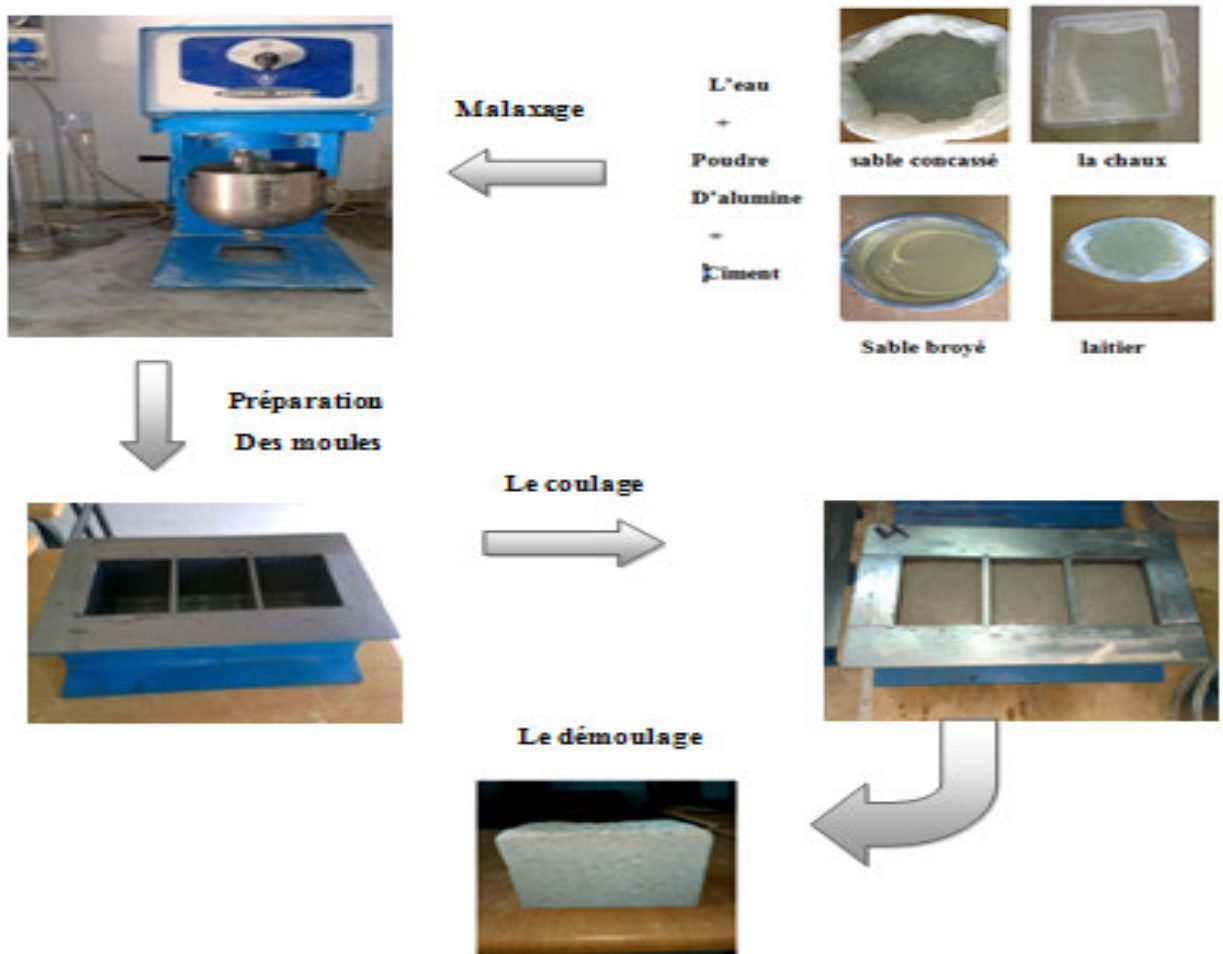 Malaxage
L'eau
+
Poudre
D'alumine
+
Ciment
sable concassé
la chaux
Sable broyé
laitier
Préparation
Des moules
Le coulage
Le démoulage